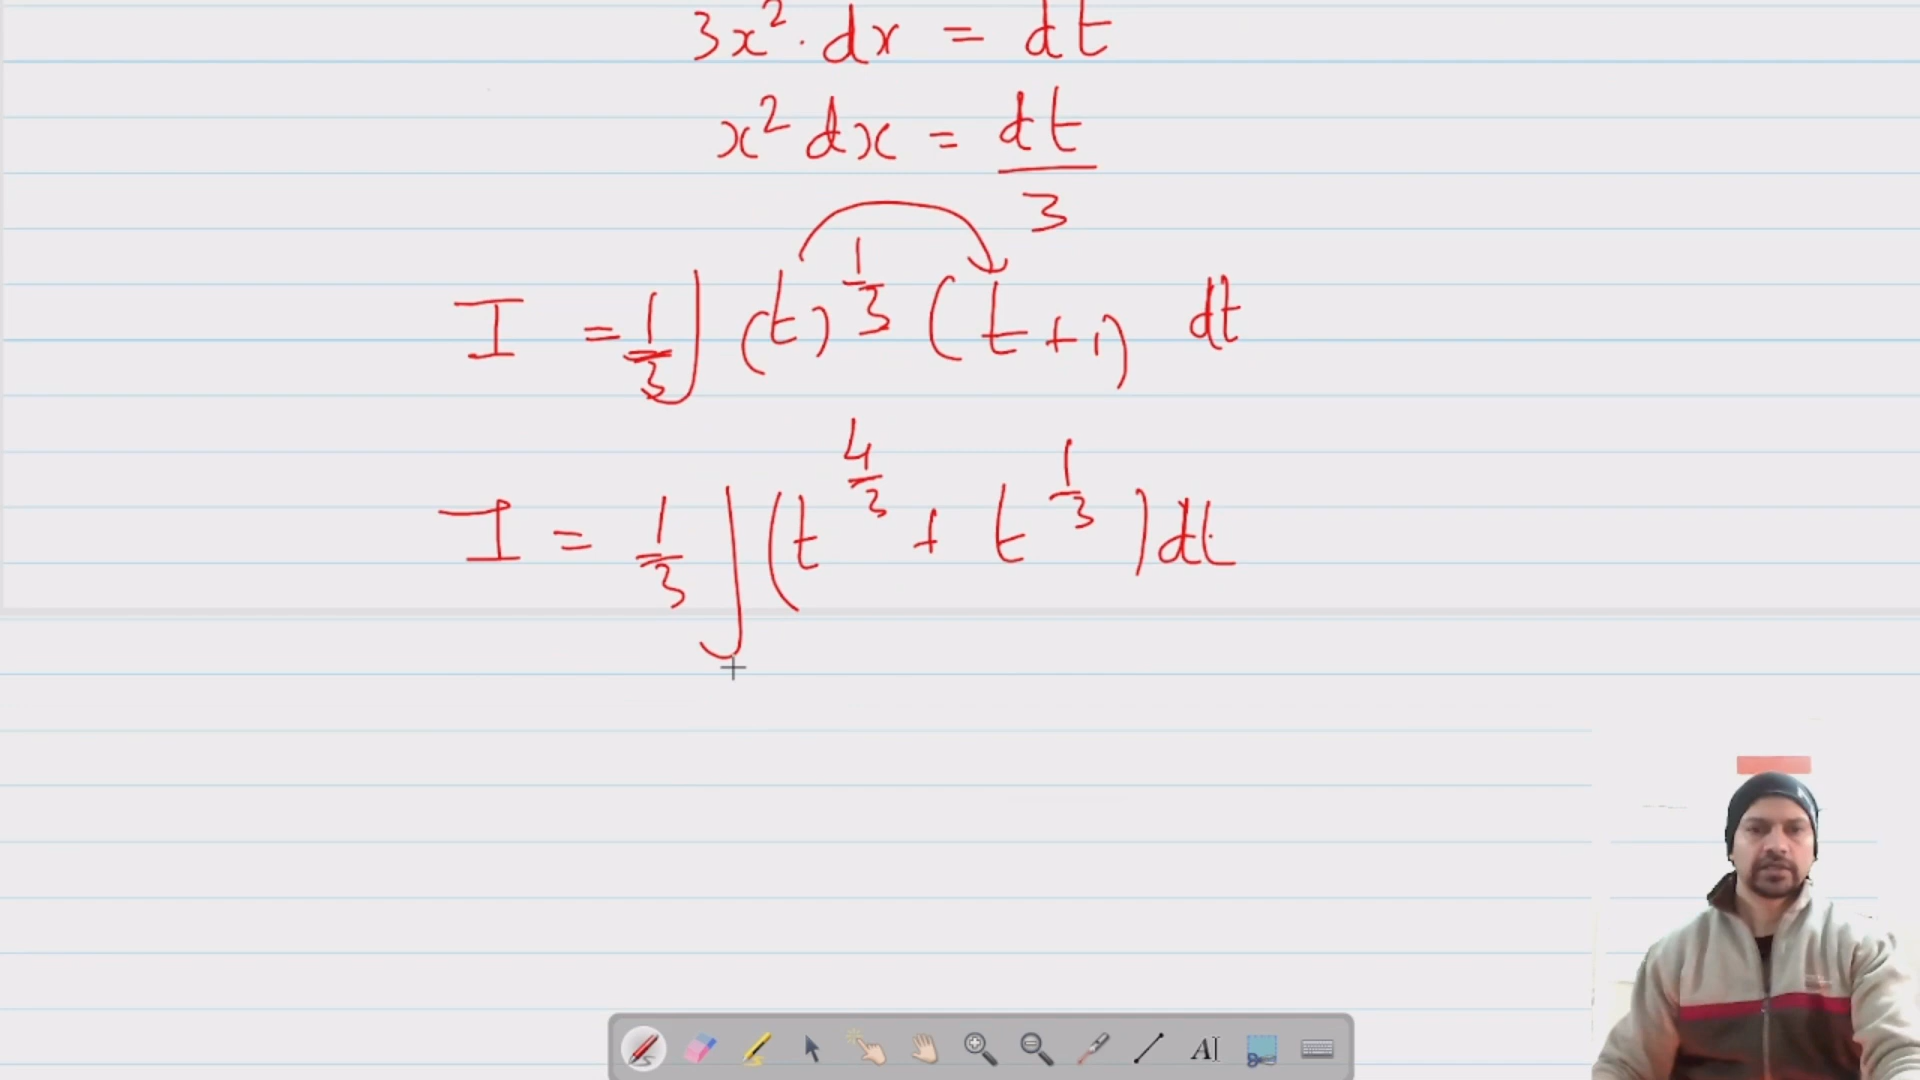 3x². dx = dt
x² dx = dt/3
I = 1/3 ∫ (t)^1/3 (t+1) dt
I = 1/3 ∫ (t^4/3 + t^1/3) dt
AI